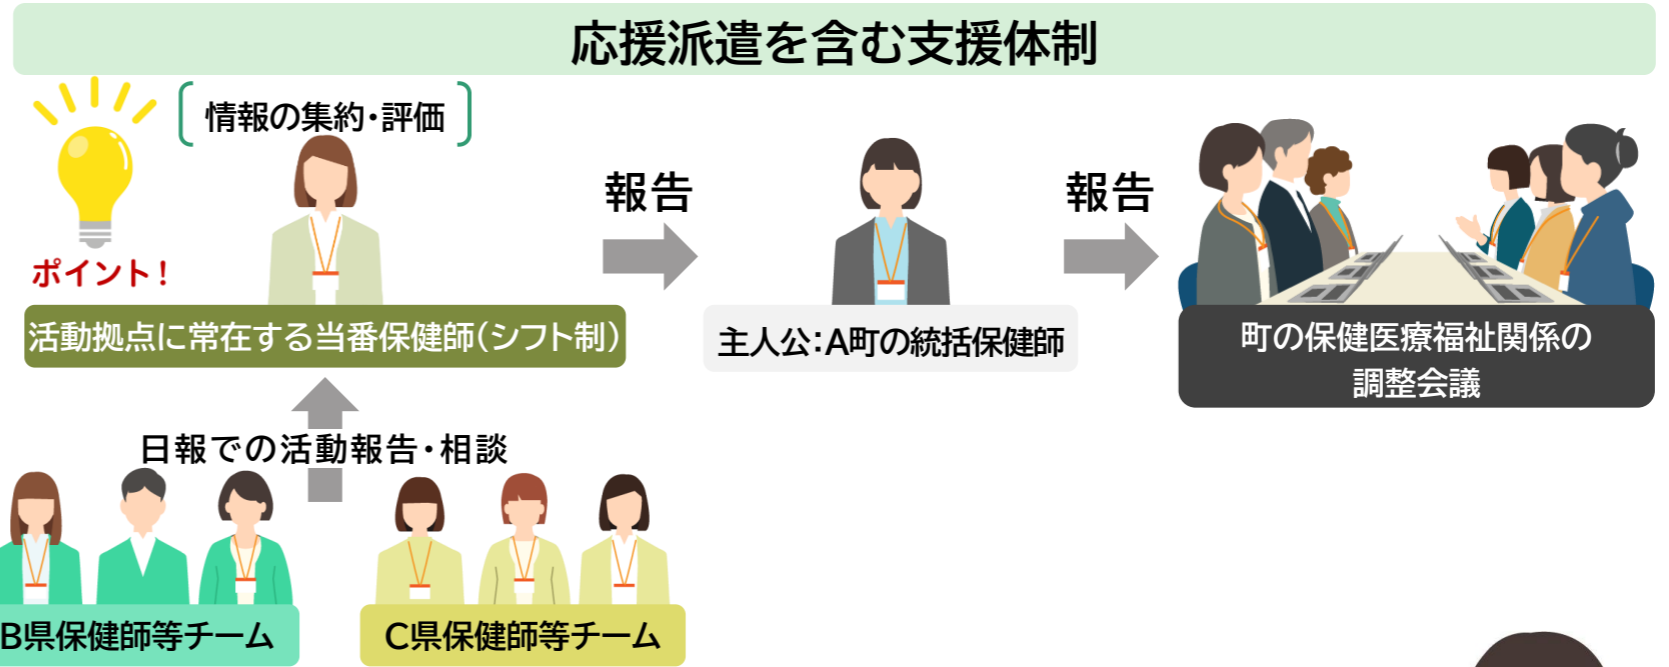 応援派遣を含む支援体制
情報の集約・評価
ポイント!
活動拠点に常在する当番保健師(シフト制)
報告
主人公:A町の統括保健師
報告
町の保健医療福祉関係の
調整会議
日報での活動報告・相談
B県保健師等チーム
C県保健師等チーム